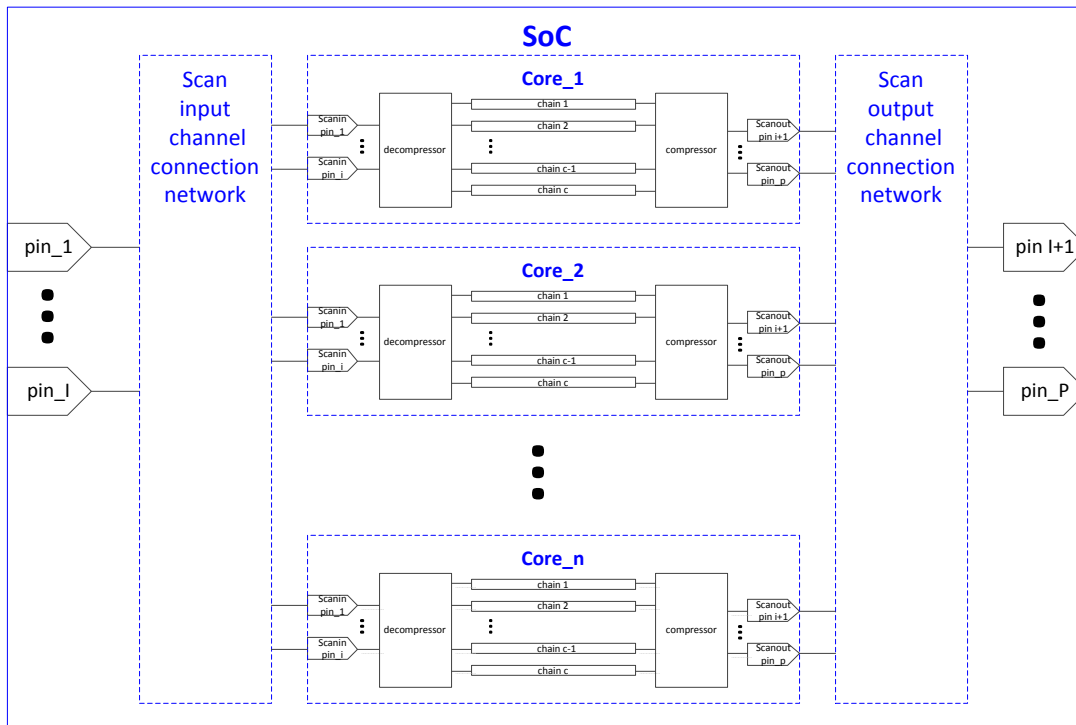 SoC
Scan
input
channel
connection
network
Scan
output
channel
connection
network
pin_1
pin_I
pin I+1
pin_P
Core_1
Scanin
pin_1
Scanin
pin_i
decompressor
chain 1
chain 2
chain c-1
chain c
compressor
Scanout
pin i+1
Scanout
pin_p
Core_2
Scanin
pin_1
Scanin
pin_i
decompressor
chain 1
chain 2
chain c-1
chain c
compressor
Scanout
pin i+1
Scanout
pin_p
Core_n
Scanin
pin_1
Scanin
pin_i
decompressor
chain 1
chain 2
chain c-1
chain c
compressor
Scanout
pin i+1
Scanout
pin_p